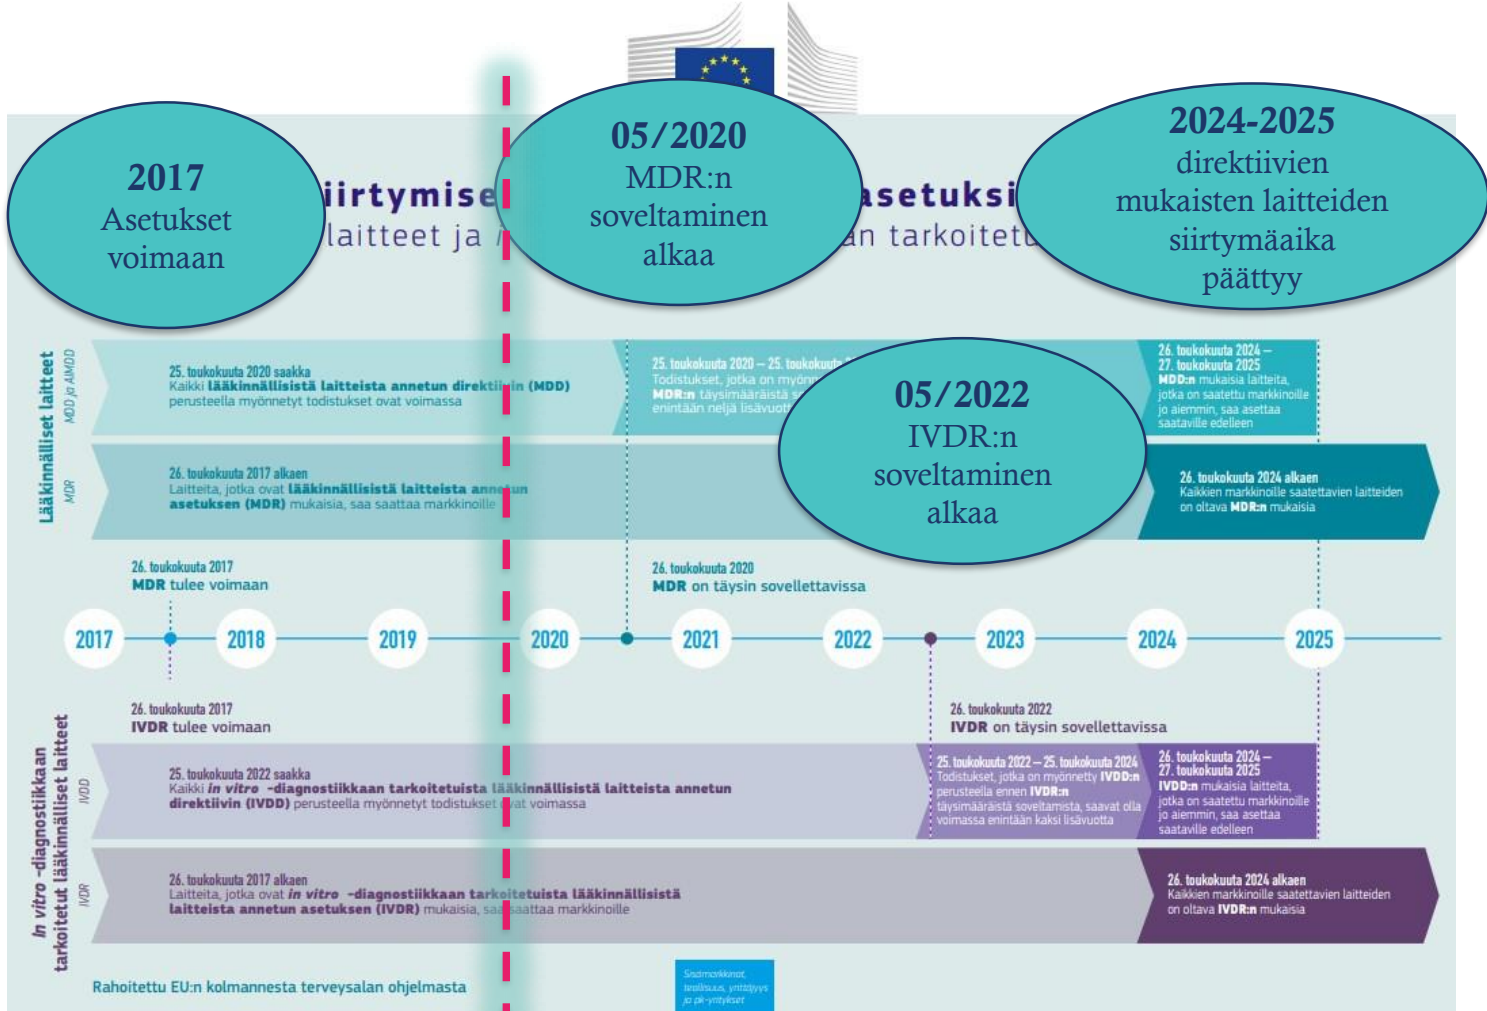 2017
Asetukset
voimaan
05/2020
MDR:n
soveltaminen
alkaa
2024-2025
direktiivien
mukaisten laitteiden
siirtymäaika
päättyy
05/2022
IVDR:n
soveltaminen
alkaa
laitteet ja
Lääkinnälliset laitteet
MDD ja AIMDD
25. toukokuuta 2020 saakka
Kaikki lääkinnällisistä laitteista annetun direktiivin (MDD)
perusteella myönnetyt todistukset ovat voimassa
25. toukokuuta 2020 – 25. toukokuuta
Todistukset, jotka on
MDR:n täysimääräistä
enintään neljä
26. toukokuuta 2024 –
27. toukokuuta 2025
MDD:n mukaisia laitteita,
jotka on saatettu markkinoille
jo aiemmin, saa asettaa
saataville edelleen
MDR
26. toukokuuta 2017 alkaen
Laitteita, jotka ovat lääkinnällisistä laitteista annetun
asetuksen (MDR) mukaisia, saa saattaa markkinoille
26. toukokuuta 2024 alkaen
Kaikkien markkinoille saatettavien laitteiden
on oltava MDR:n mukaisia
26. toukokuuta 2017
MDR tulee voimaan
26. toukokuuta 2020
MDR on täysin sovellettavissa
2017 2018 2019 2020 2021 2022 2023 2024 2025
26. toukokuuta 2017
IVDR tulee voimaan
26. toukokuuta 2022
IVDR on täysin sovellettavissa
In vitro -diagnostiikkaan
tarkoitetut lääkinnälliset laitteet
IVDD
25. toukokuuta 2022 saakka
Kaikki in vitro -diagnostiikkaan tarkoitetuista lääkinnällisistä laitteista annetun
direktiivin (IVDD) perusteella myönnetyt todistukset ovat voimassa
25. toukokuuta 2022 – 25. toukokuuta 2024
Todistukset, jotka on myönnetty IVDD:n
perusteella ennen IVDR:n
täysimääräistä soveltamista, saavat olla
voimassa enintään kaksi lisävuotta
26. toukokuuta 2024 –
27. toukokuuta 2025
IVDD:n mukaisia laitteita,
jotka on saatettu markkinoille
jo aiemmin, saa asettaa
saataville edelleen
IVDR
26. toukokuuta 2017 alkaen
Laitteita, jotka ovat in vitro -diagnostiikkaan tarkoitetuista lääkinnällisistä
laitteista annetun asetuksen (IVDR) mukaisia, saa saattaa markkinoille
26. toukokuuta 2024 alkaen
Kaikkien markkinoille saatettavien laitteiden
on oltava IVDR:n mukaisia
Rahoitettu EU:n kolmannesta terveysalan ohjelmasta
Sisämarkkinat,
teollisuus, yrittäjyys
ja pk-yritykset